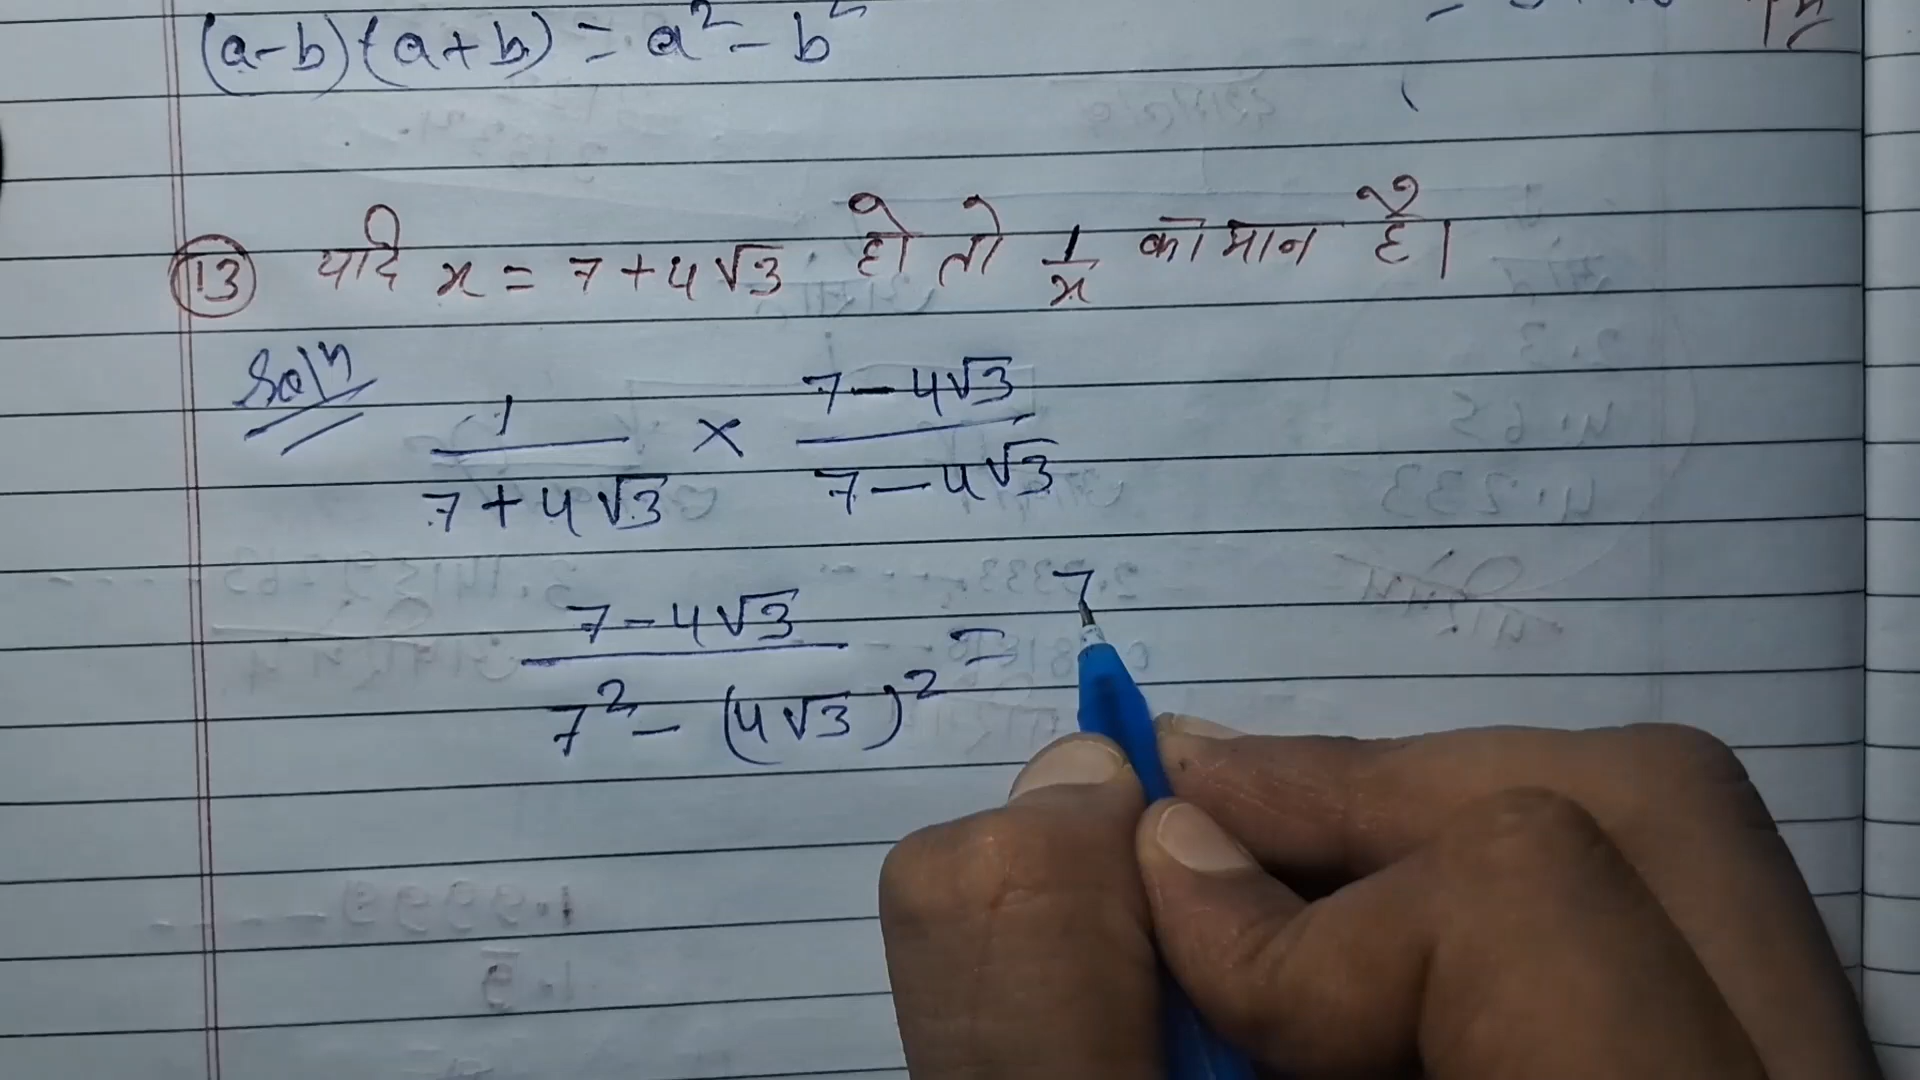 (a-b)(a+b) = a² - b²
(13) यदि x = 7+4√3 हो तो 1/x का मान है।
Solⁿ
1/(7+4√3) × (7-4√3)/(7-4√3)
(7-4√3)/(7² - (4√3)²) = 7